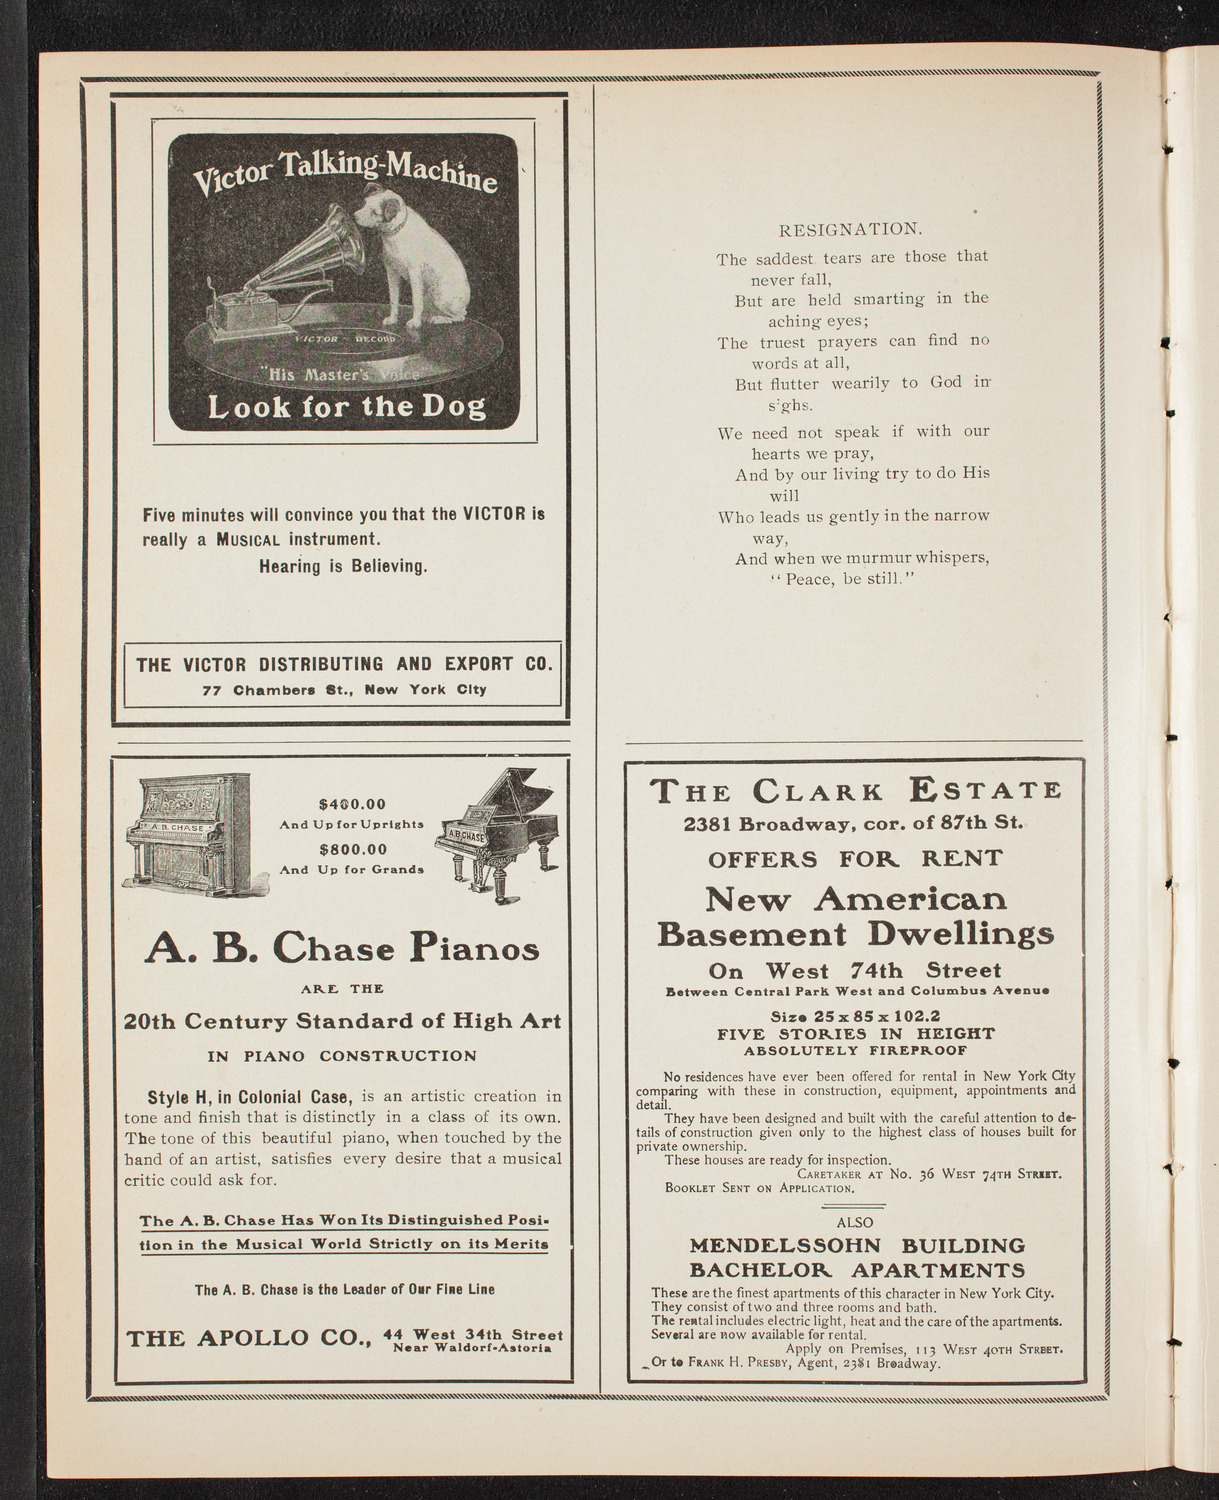 Victor Talking-Machine
VICTOR RECORD
"His Master's Voice"
Look for the Dog
Five minutes will convince you that the VICTOR is
really a MUSICAL instrument.
Hearing is Believing.
THE VICTOR DISTRIBUTING AND EXPORT CO.
77 Chambers St., New York City
RESIGNATION.
The saddest tears are those that
never fall,
But are held smarting in the
aching eyes;
The truest prayers can find no
words at all,
But flutter wearily to God in
sighs.
We need not speak if with our
hearts we pray,
And by our living try to do His
will
Who leads us gently in the narrow
way,
And when we murmur whispers,
"Peace, be still."
A.B. CHASE
$400.00
And Up for Uprights
$800.00
And Up for Grands
A.B. CHASE
A. B. Chase Pianos
ARE THE
20th Century Standard of High Art
IN PIANO CONSTRUCTION
Style H, in Colonial Case, is an artistic creation in
tone and finish that is distinctly in a class of its own.
The tone of this beautiful piano, when touched by the
hand of an artist, satisfies every desire that a musical
critic could ask for.
The A. B. Chase Has Won Its Distinguished Posi-
tion in the Musical World Strictly on its Merits
The A. B. Chase is the Leader of Our Fine Line
THE APOLLO CO., 44 West 34th Street
Near Waldorf-Astoria
THE CLARK ESTATE
2381 Broadway, cor. of 87th St.
OFFERS FOR RENT
New American
Basement Dwellings
On West 74th Street
Between Central Park West and Columbus Avenue
Size 25 x 85 x 102.2
FIVE STORIES IN HEIGHT
ABSOLUTELY FIREPROOF
No residences have ever been offered for rental in New York City
comparing with these in construction, equipment, appointments and
detail.
They have been designed and built with the careful attention to de-
tails of construction given only to the highest class of houses built for
private ownership.
These houses are ready for inspection.
CARETAKER AT NO. 36 WEST 74TH STREET.
BOOKLET SENT ON APPLICATION.
ALSO
MENDELSSOHN BUILDING
BACHELOR APARTMENTS
These are the finest apartments of this character in New York City.
They consist of two and three rooms and bath.
The rental includes electric light, heat and the care of the apartments.
Several are now available for rental.
Apply on Premises, 113 WEST 40TH STREET.
Or to FRANK H. PRESBY, Agent, 2381 Broadway.